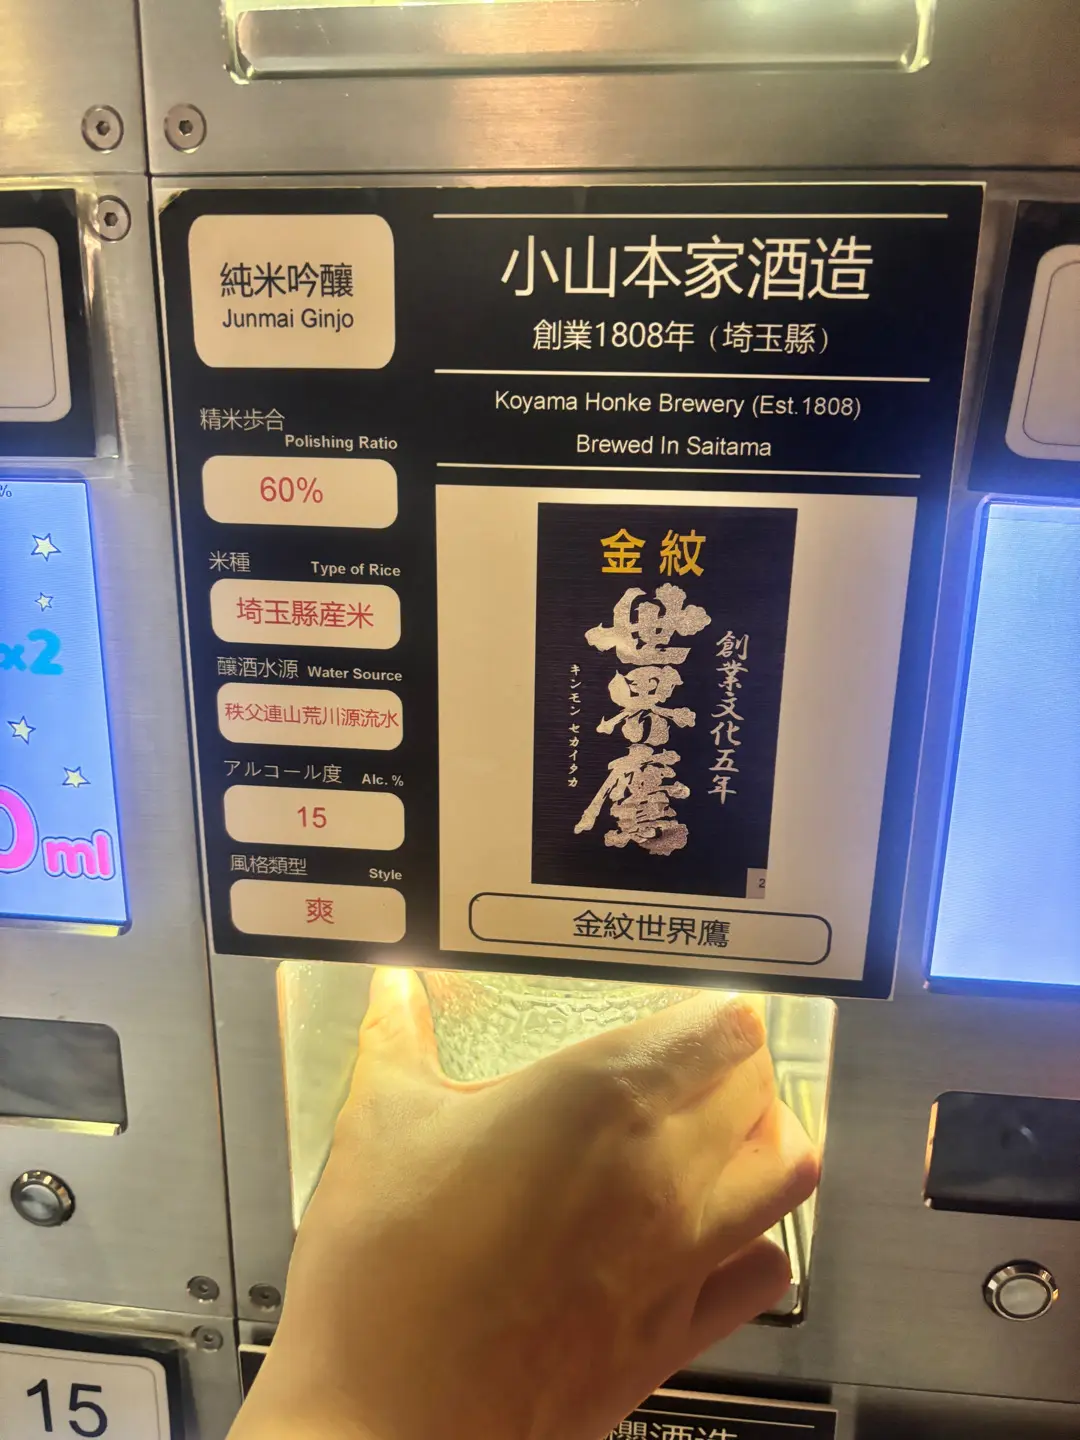 純米吟釀
Junmai Ginjo
小山本家酒造
創業1808年（埼玉縣）
Koyama Honke Brewery (Est.1808)
Brewed In Saitama
精米步合
Polishing Ratio
60%
米種 Type of Rice
埼玉縣産米
釀酒水源 Water Source
秩父連山荒川源流水
アルコール度 Alc. %
15
風格類型 Style
爽
金紋
世界鷹
創業文化五年
キンモン セカイタカ
2
金紋世界鷹
%
x2
0ml
15